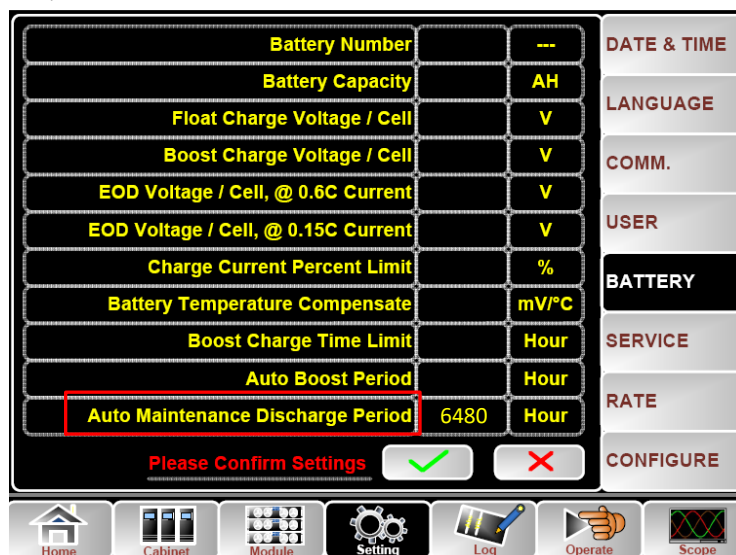 Battery Number --- DATE & TIME
Battery Capacity AH
Float Charge Voltage / Cell V LANGUAGE
Boost Charge Voltage / Cell V COMM.
EOD Voltage / Cell, @ 0.6C Current V
EOD Voltage / Cell, @ 0.15C Current V USER
Charge Current Percent Limit % BATTERY
Battery Temperature Compensate mV/°C
Boost Charge Time Limit Hour SERVICE
Auto Boost Period Hour
Auto Maintenance Discharge Period 6480 Hour RATE
Please Confirm Settings CONFIGURE
Home Cabinet Module Setting Log Operate Scope